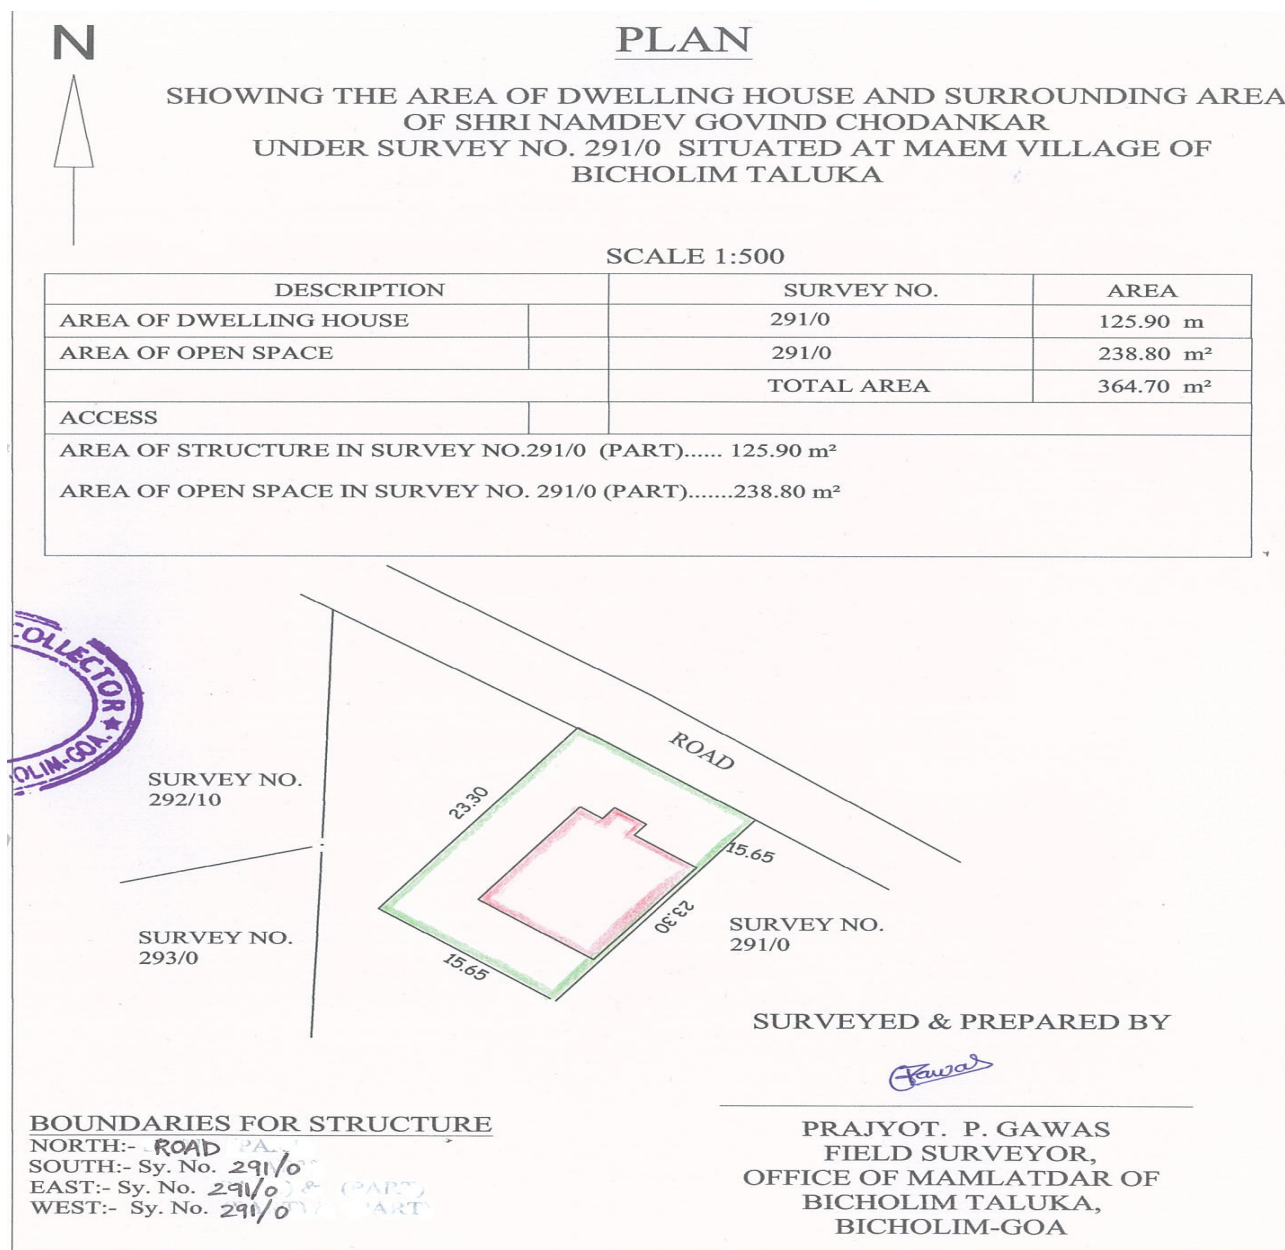 N
PLAN
SHOWING THE AREA OF DWELLING HOUSE AND SURROUNDING AREA
OF SHRI NAMDEV GOVIND CHODANKAR
UNDER SURVEY NO. 291/0 SITUATED AT MAEM VILLAGE OF
BICHOLIM TALUKA
SCALE 1:500
DESCRIPTION SURVEY NO. AREA
AREA OF DWELLING HOUSE 291/0 125.90 m
AREA OF OPEN SPACE 291/0 238.80 m²
TOTAL AREA 364.70 m²
ACCESS
AREA OF STRUCTURE IN SURVEY NO.291/0 (PART)...... 125.90 m²
AREA OF OPEN SPACE IN SURVEY NO. 291/0 (PART).......238.80 m²
COLLECTOR ★
OLIM-GOA.
ROAD
SURVEY NO.
292/10
23.30
15.65
23.30
SURVEY NO.
291/0
SURVEY NO.
293/0
15.65
SURVEYED & PREPARED BY
Gawas
PRAJYOT. P. GAWAS
FIELD SURVEYOR,
OFFICE OF MAMLATDAR OF
BICHOLIM TALUKA,
BICHOLIM-GOA
BOUNDARIES FOR STRUCTURE
NORTH:- ROAD
SOUTH:- Sy. No. 291/0
EAST:- Sy. No. 291/0 (PART)
WEST:- Sy. No. 291/0 PART